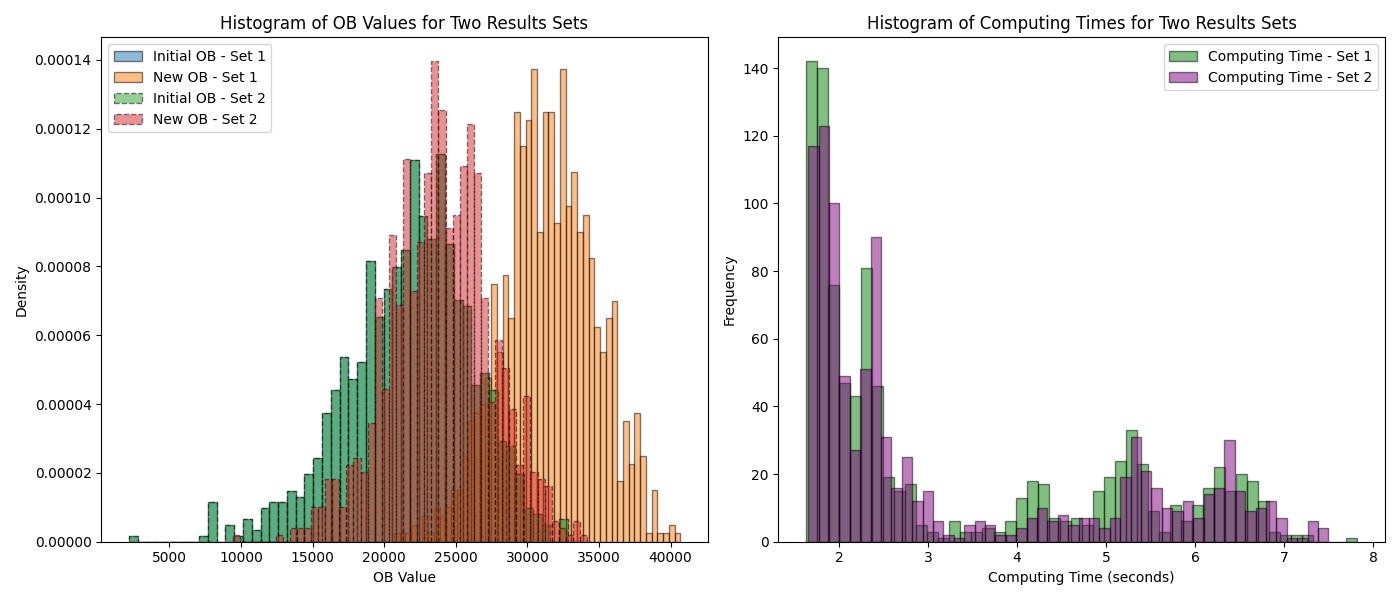 Histogram of OB Values for Two Results Sets
Initial OB - Set 1
New OB - Set 1
Initial OB - Set 2
New OB - Set 2
0.00014
0.00012
0.00010
0.00008
0.00006
0.00004
0.00002
0.00000
Density
5000 10000 15000 20000 25000 30000 35000 40000
OB Value
Histogram of Computing Times for Two Results Sets
Computing Time - Set 1
Computing Time - Set 2
140
120
100
80
60
40
20
0
Frequency
2 3 4 5 6 7 8
Computing Time (seconds)